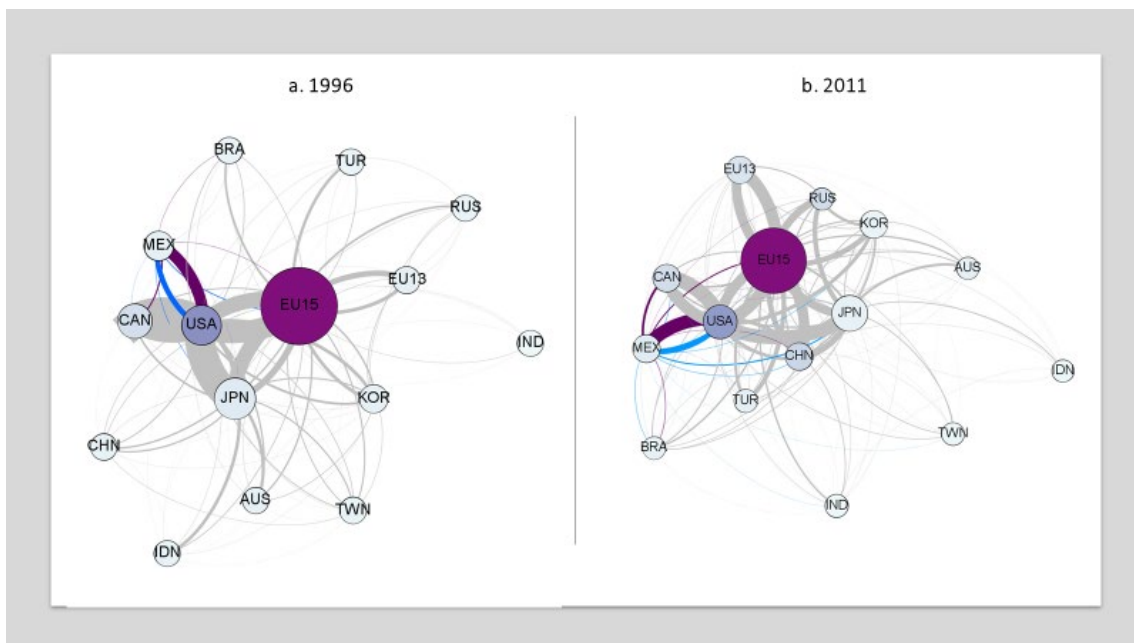 a. 1996
BRA
TUR
RUS
MEX
EU13
EU15
CAN
USA
IND
JPN
KOR
CHN
AUS
TWN
IDN
b. 2011
EU13
RUS
KOR
EU15
AUS
CAN
JPN
USA
MEX
CHN
IDN
TUR
TWN
BRA
IND